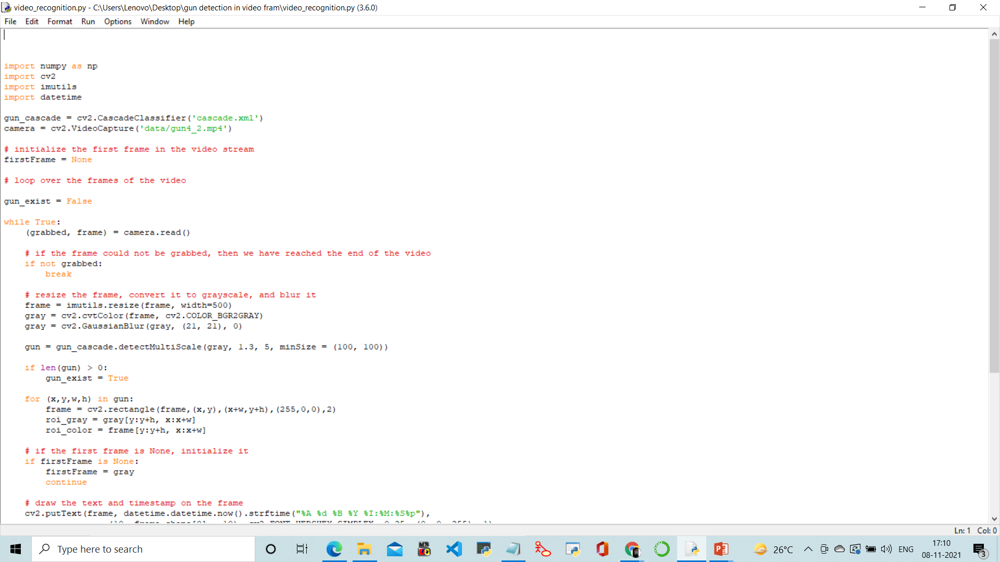 video_recognition.py - C:\Users\Lenovo\Desktop\gun detection in video fram\video_recognition.py (3.6.0)
File Edit Format Run Options Window Help
import numpy as np
import cv2
import imutils
import datetime
gun_cascade = cv2.CascadeClassifier('cascade.xml')
camera = cv2.VideoCapture('data/gun4_2.mp4')
# initialize the first frame in the video stream
firstFrame = None
# loop over the frames of the video
gun_exist = False
while True:
    (grabbed, frame) = camera.read()
    # if the frame could not be grabbed, then we have reached the end of the video
    if not grabbed:
        break
    # resize the frame, convert it to grayscale, and blur it
    frame = imutils.resize(frame, width=500)
    gray = cv2.cvtColor(frame, cv2.COLOR_BGR2GRAY)
    gray = cv2.GaussianBlur(gray, (21, 21), 0)
    gun = gun_cascade.detectMultiScale(gray, 1.3, 5, minSize = (100, 100))
    if len(gun) > 0:
        gun_exist = True
    for (x,y,w,h) in gun:
        frame = cv2.rectangle(frame,(x,y),(x+w,y+h),(255,0,0),2)
        roi_gray = gray[y:y+h, x:x+w]
        roi_color = frame[y:y+h, x:x+w]
    # if the first frame is None, initialize it
    if firstFrame is None:
        firstFrame = gray
        continue
    # draw the text and timestamp on the frame
    cv2.putText(frame, datetime.datetime.now().strftime("%A %d %B %Y %I:%M:%S%p"),
Ln: 1 Col: 0
Type here to search
MS
26°C
ENG
17:10
08-11-2021
3